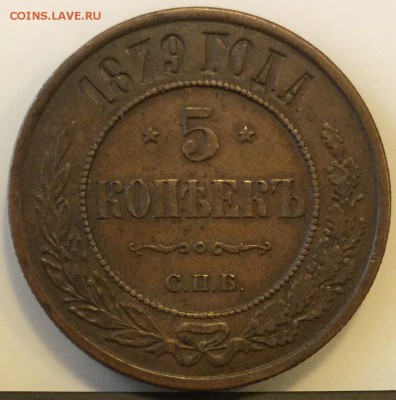 COINS.LAVE.RU
1879 ГОДА.
5
КОПѢЕКЪ
С.П.Б.